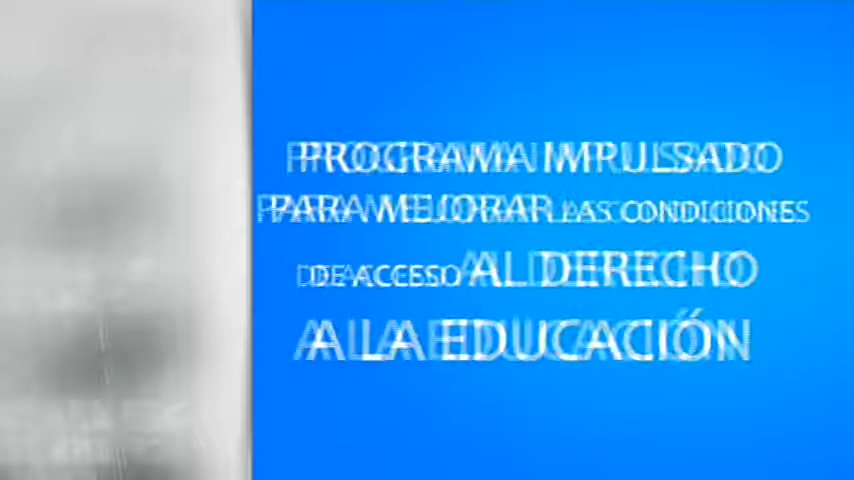 PROGRAMA IMPULSADO
PARA MEJORAR LAS CONDICIONES
DE ACCESO AL DERECHO
A LA EDUCACIÓN